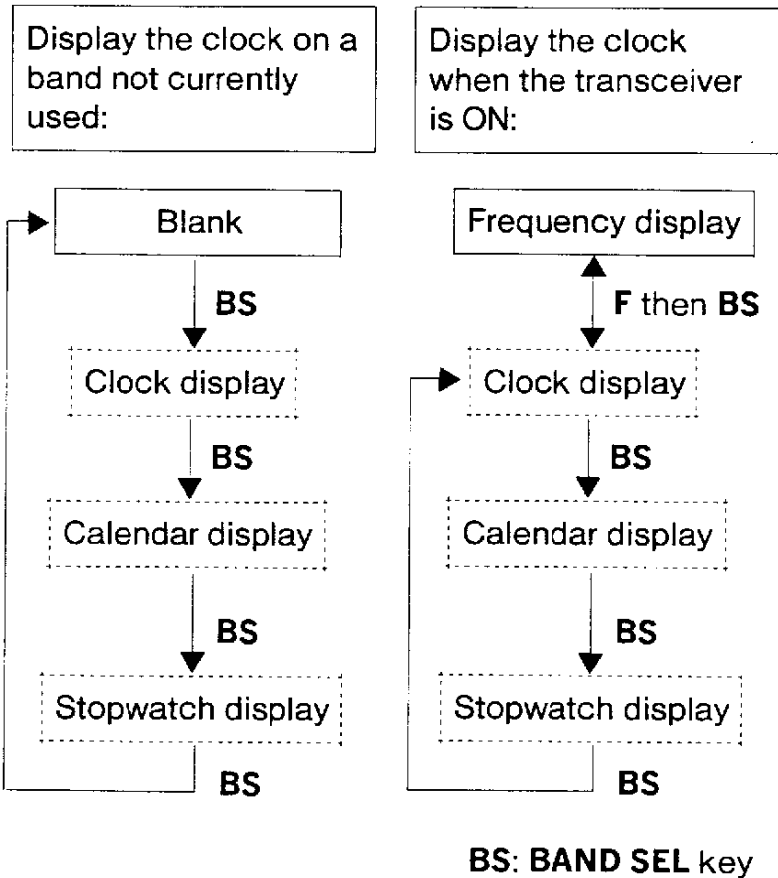 Display the clock on a
band not currently
used:
Blank
BS
Clock display
BS
Calendar display
BS
Stopwatch display
BS
Display the clock
when the transceiver
is ON:
Frequency display
F then BS
Clock display
BS
Calendar display
BS
Stopwatch display
BS
BS: BAND SEL key